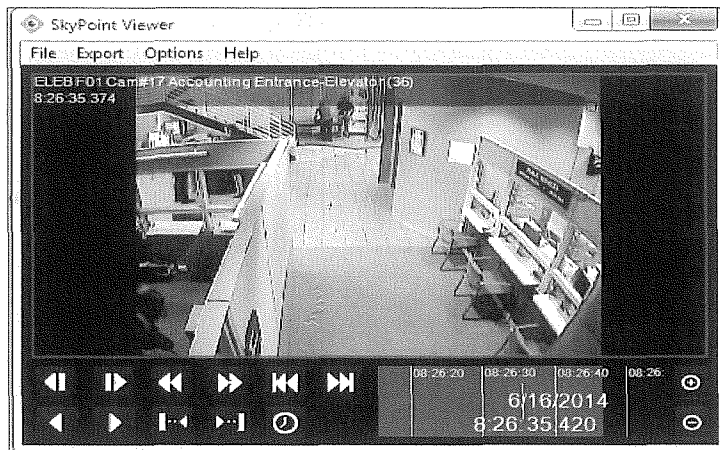 SkyPoint Viewer
File Export Options Help
ELEB F01 Cam#17 Accounting Entrance-Elevator (36)
8:26:35.374
08:26:20 08:26:30 08:26:40 08:26:
6/16/2014
8:26:35.420